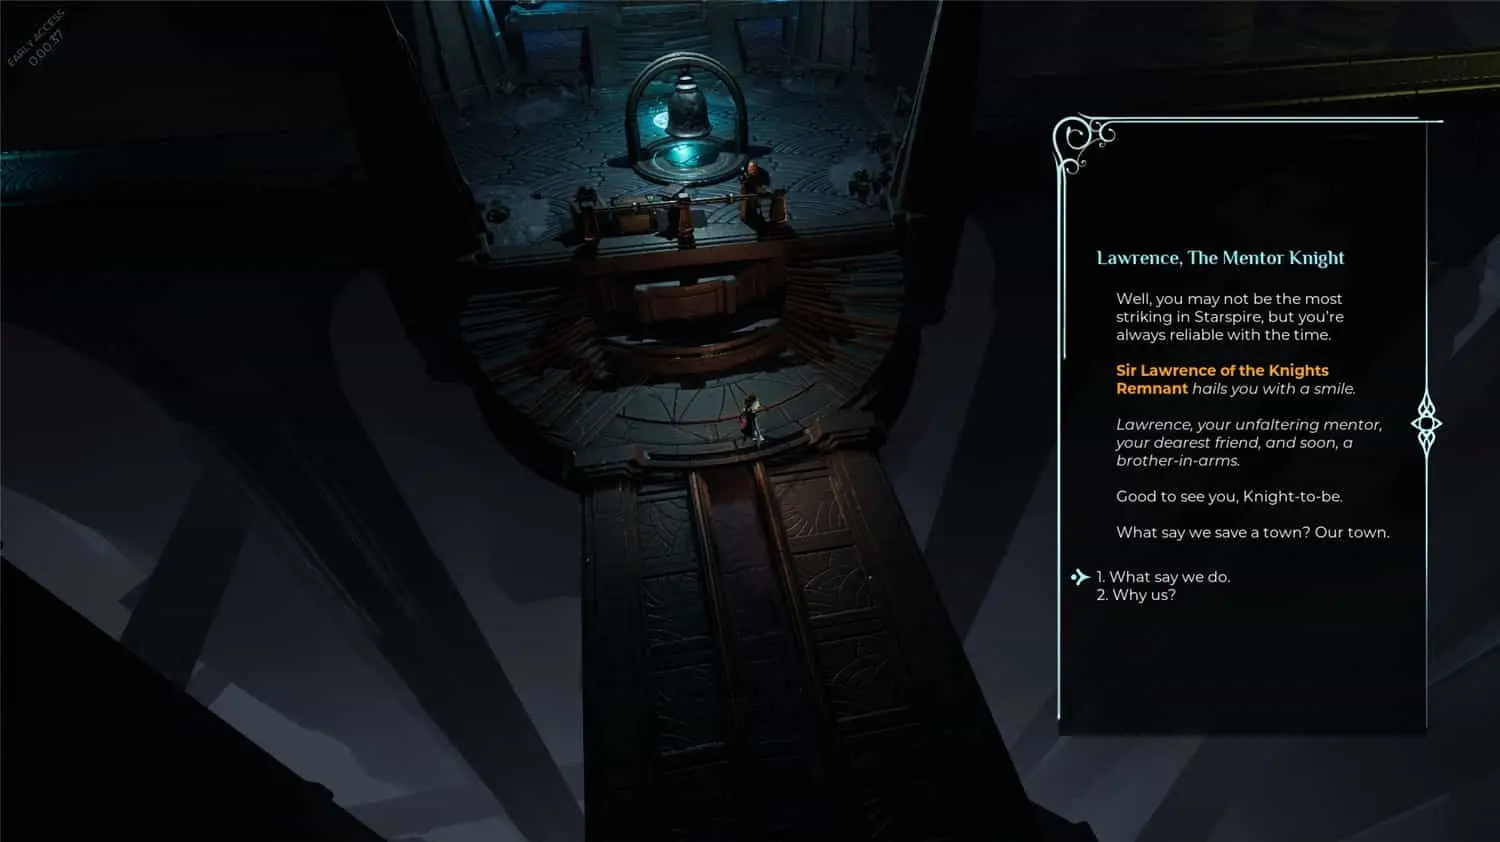 EARLY ACCESS
0.00.37
Lawrence, The Mentor Knight
Well, you may not be the most
striking in Starspire, but you're
always reliable with the time.
Sir Lawrence of the Knights
Remnant hails you with a smile.
Lawrence, your unfaltering mentor,
your dearest friend, and soon, a
brother-in-arms.
Good to see you, Knight-to-be.
What say we save a town? Our town.
1. What say we do.
2. Why us?